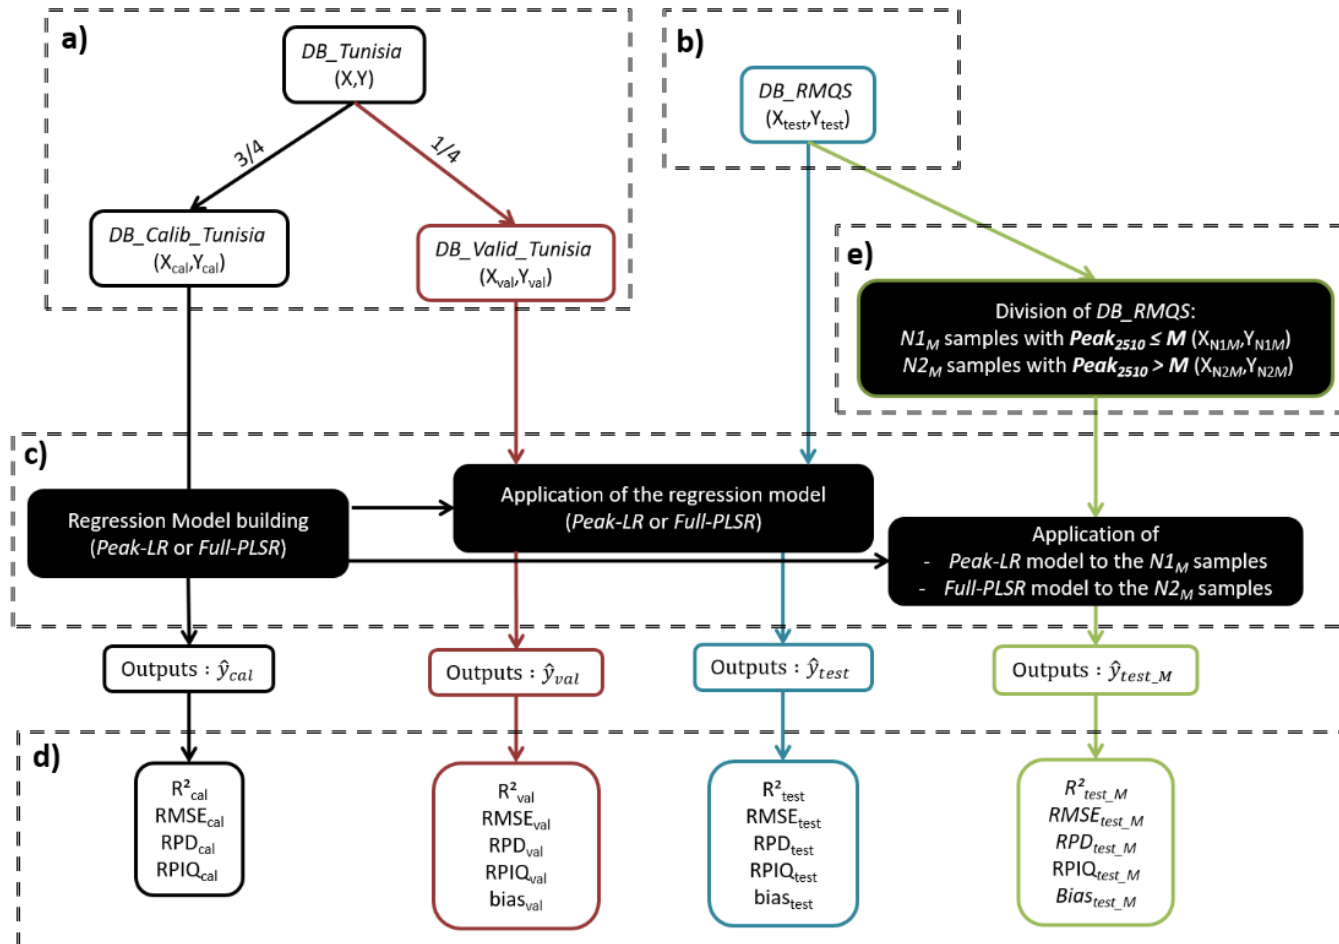 a)
DB_Tunisia
(X,Y)
3/4
1/4
DB_Calib_Tunisia
(Xcal,Ycal)
DB_Valid_Tunisia
(Xval,Yval)
b)
DB_RMQS
(Xtest,Ytest)
e)
Division of DB_RMQS:
N1M samples with Peak2510 ≤ M (XN1M,YN1M)
N2M samples with Peak2510 > M (XN2M,YN2M)
c)
Regression Model building
(Peak-LR or Full-PLSR)
Application of the regression model
(Peak-LR or Full-PLSR)
Application of
- Peak-LR model to the N1M samples
- Full-PLSR model to the N2M samples
Outputs : ŷcal
Outputs : ŷval
Outputs : ŷtest
Outputs : ŷtest_M
d)
R²cal
RMSEcal
RPDcal
RPIQcal
R²val
RMSEval
RPDval
RPIQval
biasval
R²test
RMSEtest
RPDtest
RPIQtest
biastest
R²test_M
RMSEtest_M
RPDtest_M
RPIQtest_M
Biastest_M